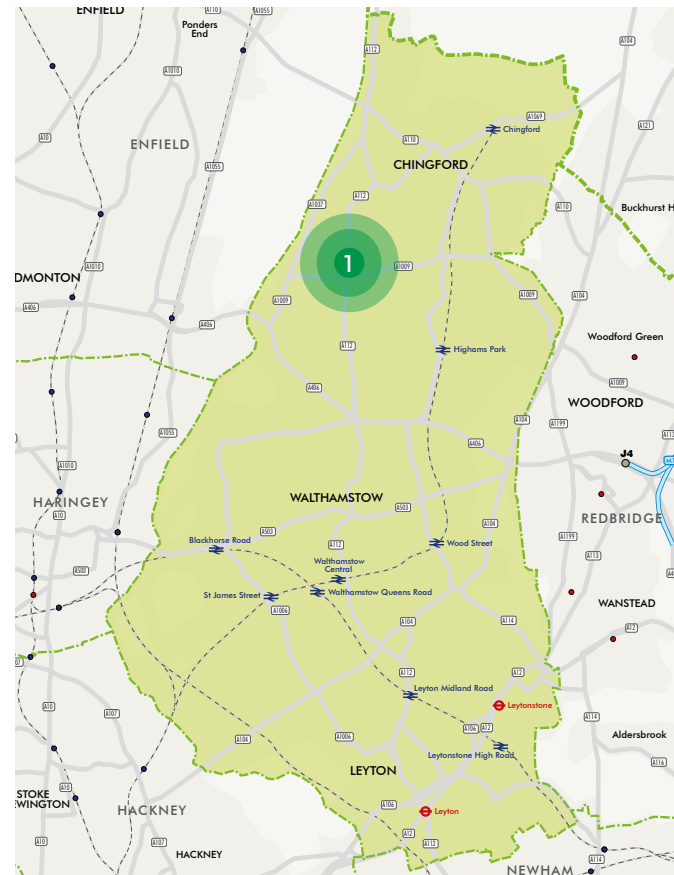 ENFIELD
A110
A1055
Ponders
End
A112
A104
A1010
A10
ENFIELD
A110
A1069
Chingford
A121
CHINGFORD
A1055
A112
A1037
A110
Buckhurst H
1
A1010
DMONTON
A1009
A1009
A1009
A104
A406
A406
A112
Highams Park
Woodford Green
A406
A1009
WOODFORD
A104
A1199
A1055
A113
A406
J4
M
A1010
WALTHAMSTOW
HARINGEY
A10
A503
A503
A104
REDBRIDGE
Blackhorse Road
A112
Wood Street
A1199
A113
Walthamstow
Central
A503
St James Street
Walthamstow Queens Road
A4
A1006
A104
A114
WANSTEAD
A12
07
A112
A12
Leyton Midland Road
A10
A107
Leytonstone
A114
A104
A1006
A106
A12
Aldersbrook
Leytonstone High Road
A116
LEYTON
A10
STOKE
EWINGTON
A106
HACKNEY
Leyton
A12
A10
A107
A112
HACKNEY
A114
NEWHAM